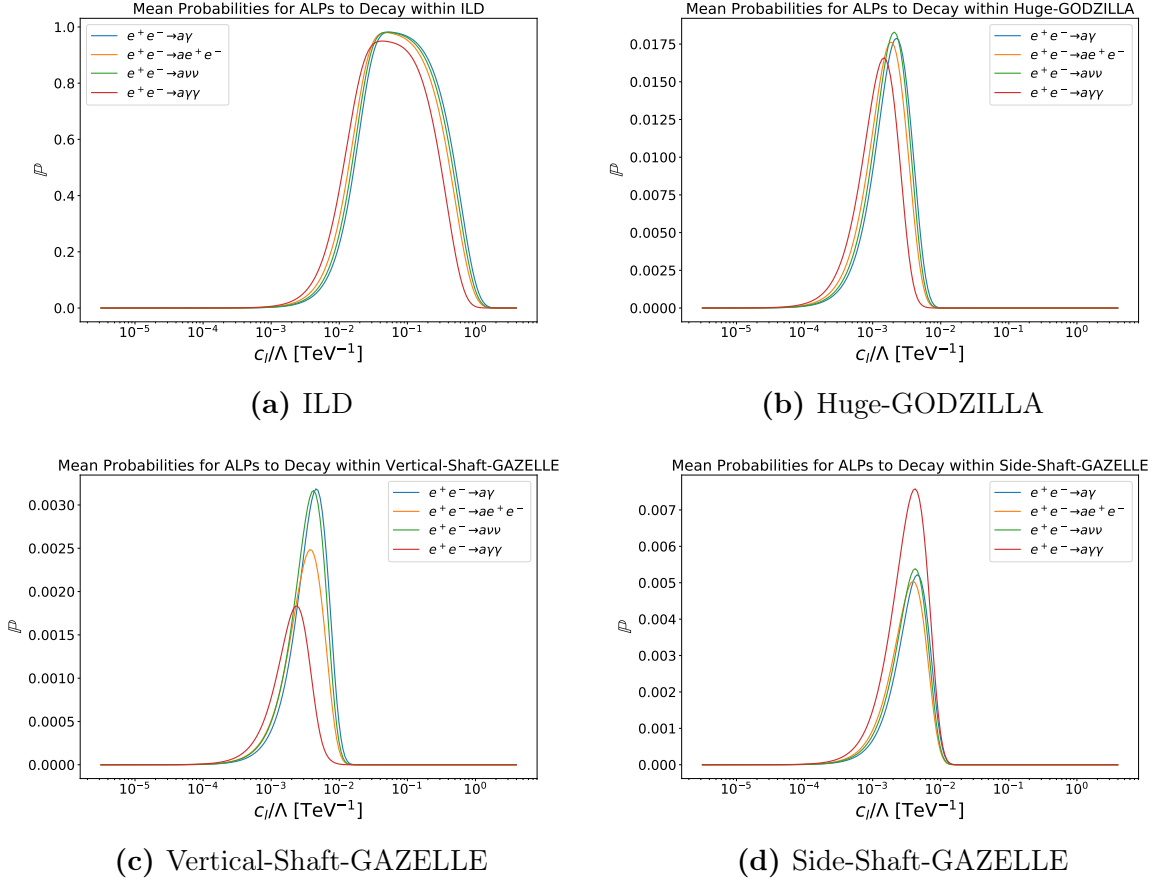 Mean Probabilities for ALPs to Decay within ILD
ℙ
1.0
0.8
0.6
0.4
0.2
0.0
e⁺e⁻→aγ
e⁺e⁻→ae⁺e⁻
e⁺e⁻→aνν
e⁺e⁻→aγγ
10⁻⁵ 10⁻⁴ 10⁻³ 10⁻² 10⁻¹ 10⁰
c_l/Λ [TeV⁻¹]
(a) ILD
Mean Probabilities for ALPs to Decay within Huge-GODZILLA
ℙ
0.0175
0.0150
0.0125
0.0100
0.0075
0.0050
0.0025
0.0000
e⁺e⁻→aγ
e⁺e⁻→ae⁺e⁻
e⁺e⁻→aνν
e⁺e⁻→aγγ
10⁻⁵ 10⁻⁴ 10⁻³ 10⁻² 10⁻¹ 10⁰
c_l/Λ [TeV⁻¹]
(b) Huge-GODZILLA
Mean Probabilities for ALPs to Decay within Vertical-Shaft-GAZELLE
ℙ
0.0030
0.0025
0.0020
0.0015
0.0010
0.0005
0.0000
e⁺e⁻→aγ
e⁺e⁻→ae⁺e⁻
e⁺e⁻→aνν
e⁺e⁻→aγγ
10⁻⁵ 10⁻⁴ 10⁻³ 10⁻² 10⁻¹ 10⁰
c_l/Λ [TeV⁻¹]
(c) Vertical-Shaft-GAZELLE
Mean Probabilities for ALPs to Decay within Side-Shaft-GAZELLE
ℙ
0.007
0.006
0.005
0.004
0.003
0.002
0.001
0.000
e⁺e⁻→aγ
e⁺e⁻→ae⁺e⁻
e⁺e⁻→aνν
e⁺e⁻→aγγ
10⁻⁵ 10⁻⁴ 10⁻³ 10⁻² 10⁻¹ 10⁰
c_l/Λ [TeV⁻¹]
(d) Side-Shaft-GAZELLE